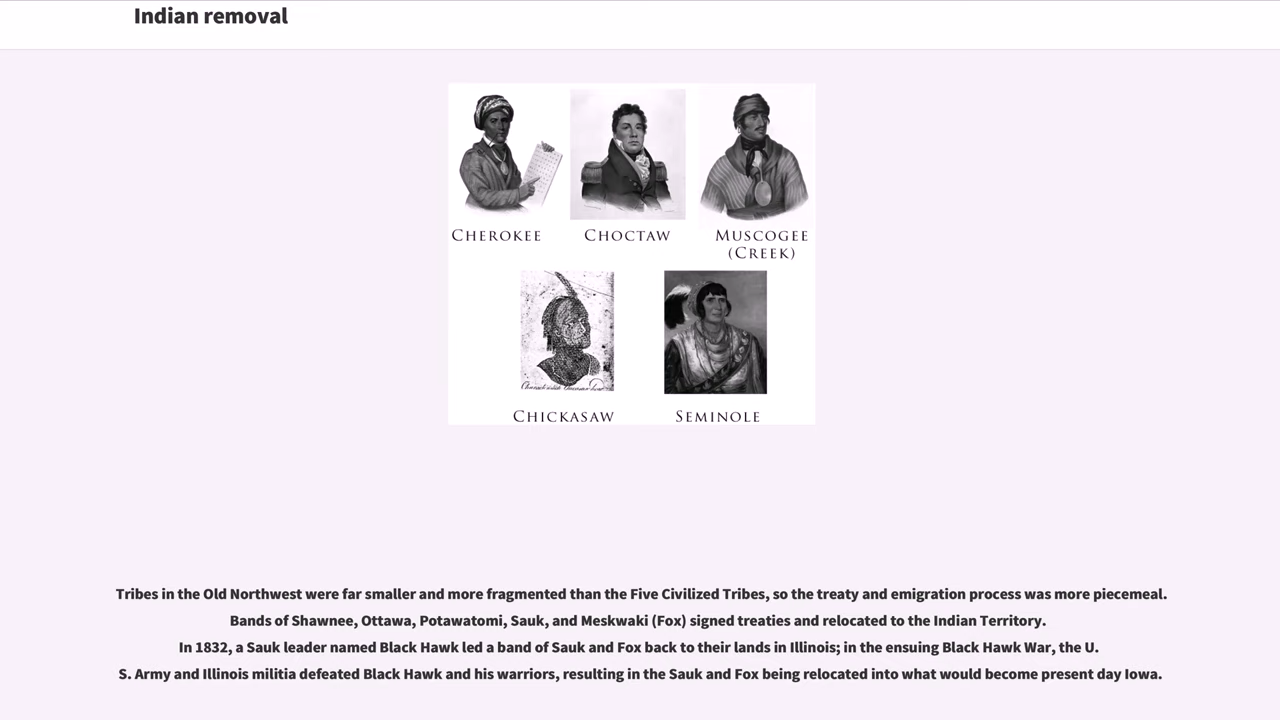 Indian removal
CHEROKEE
CHOCTAW
MUSCOGEE
(CREEK)
CHICKASAW
SEMINOLE
Tribes in the Old Northwest were far smaller and more fragmented than the Five Civilized Tribes, so the treaty and emigration process was more piecemeal.
Bands of Shawnee, Ottawa, Potawatomi, Sauk, and Meskwaki (Fox) signed treaties and relocated to the Indian Territory.
In 1832, a Sauk leader named Black Hawk led a band of Sauk and Fox back to their lands in Illinois; in the ensuing Black Hawk War, the U.
S. Army and Illinois militia defeated Black Hawk and his warriors, resulting in the Sauk and Fox being relocated into what would become present day Iowa.